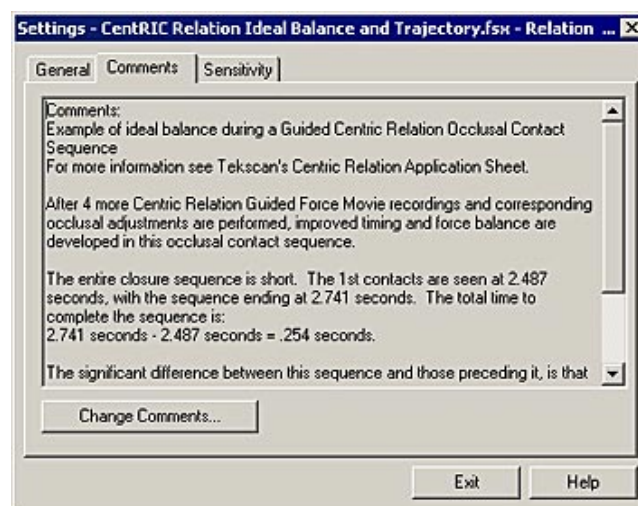 Settings - CentRIC Relation Ideal Balance and Trajectory.fsx - Relation ...
General Comments Sensitivity
Comments:
Example of ideal balance during a Guided Centric Relation Occlusal Contact
Sequence
For more information see Tekscan's Centric Relation Application Sheet.
After 4 more Centric Relation Guided Force Movie recordings and corresponding
occlusal adjustments are performed, improved timing and force balance are
developed in this occlusal contact sequence.
The entire closure sequence is short. The 1st contacts are seen at 2.487
seconds, with the sequence ending at 2.741 seconds. The total time to
complete the sequence is:
2.741 seconds - 2.487 seconds = .254 seconds.
The significant difference between this sequence and those preceding it, is that
Change Comments...
Exit Help